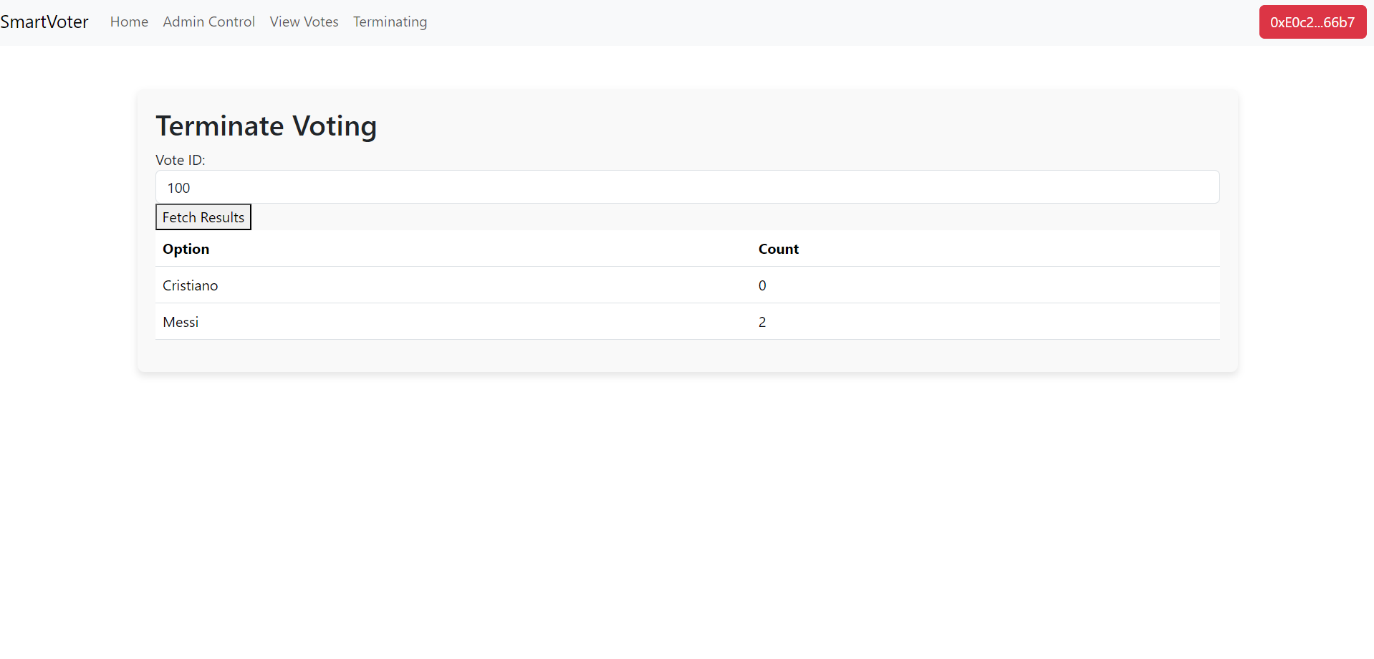 SmartVoter Home Admin Control View Votes Terminating 0xE0c2...66b7
Terminate Voting
Vote ID:
100
Fetch Results
Option Count
Cristiano 0
Messi 2